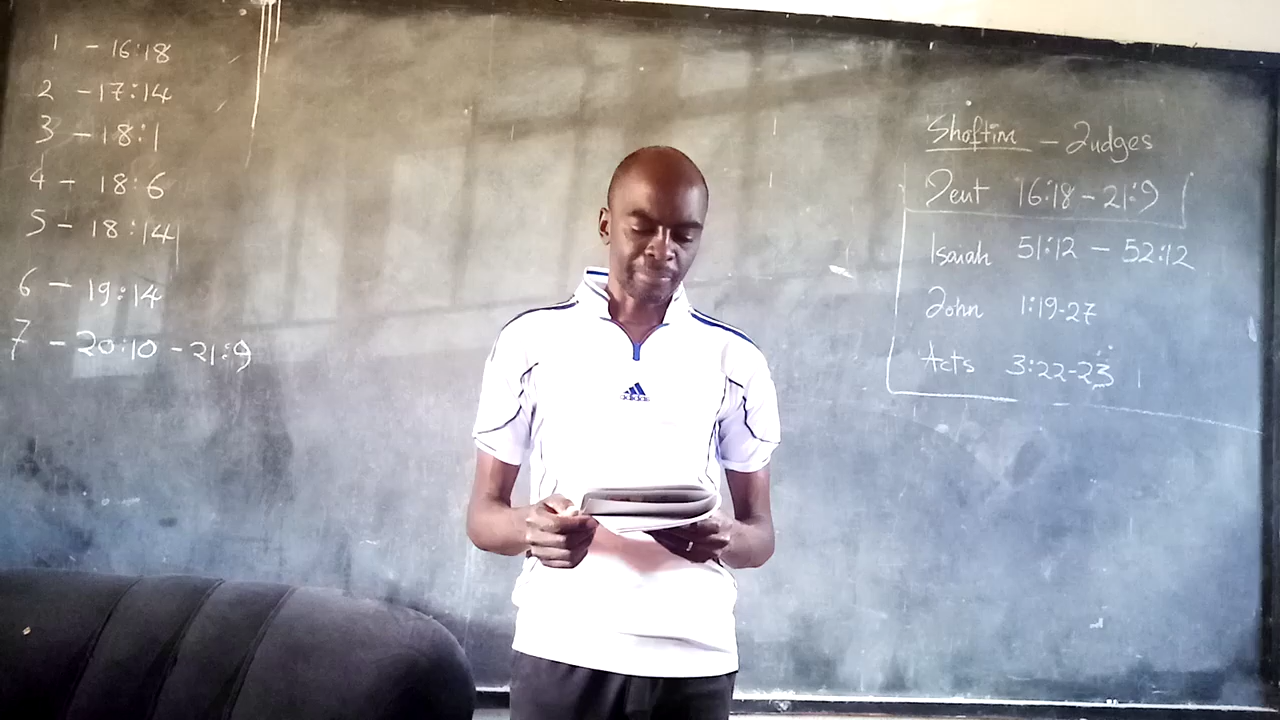 1 - 16:18
2 - 17:14
3 - 18:1
4 - 18:6
5 - 18:14
6 - 19:14
7 - 20:10 - 21:9
Shoftim - Judges
Deut 16:18 - 21:9
Isaiah 51:12 - 52:12
John 1:19-27
Acts 3:22-23
adidas